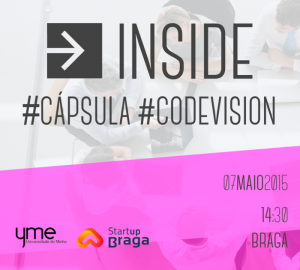 INSIDE
#CÁPSULA #CODEVISION
07MAIO2015
14:30
BRAGA
yme
Universidade do Minho
Startup
Braga